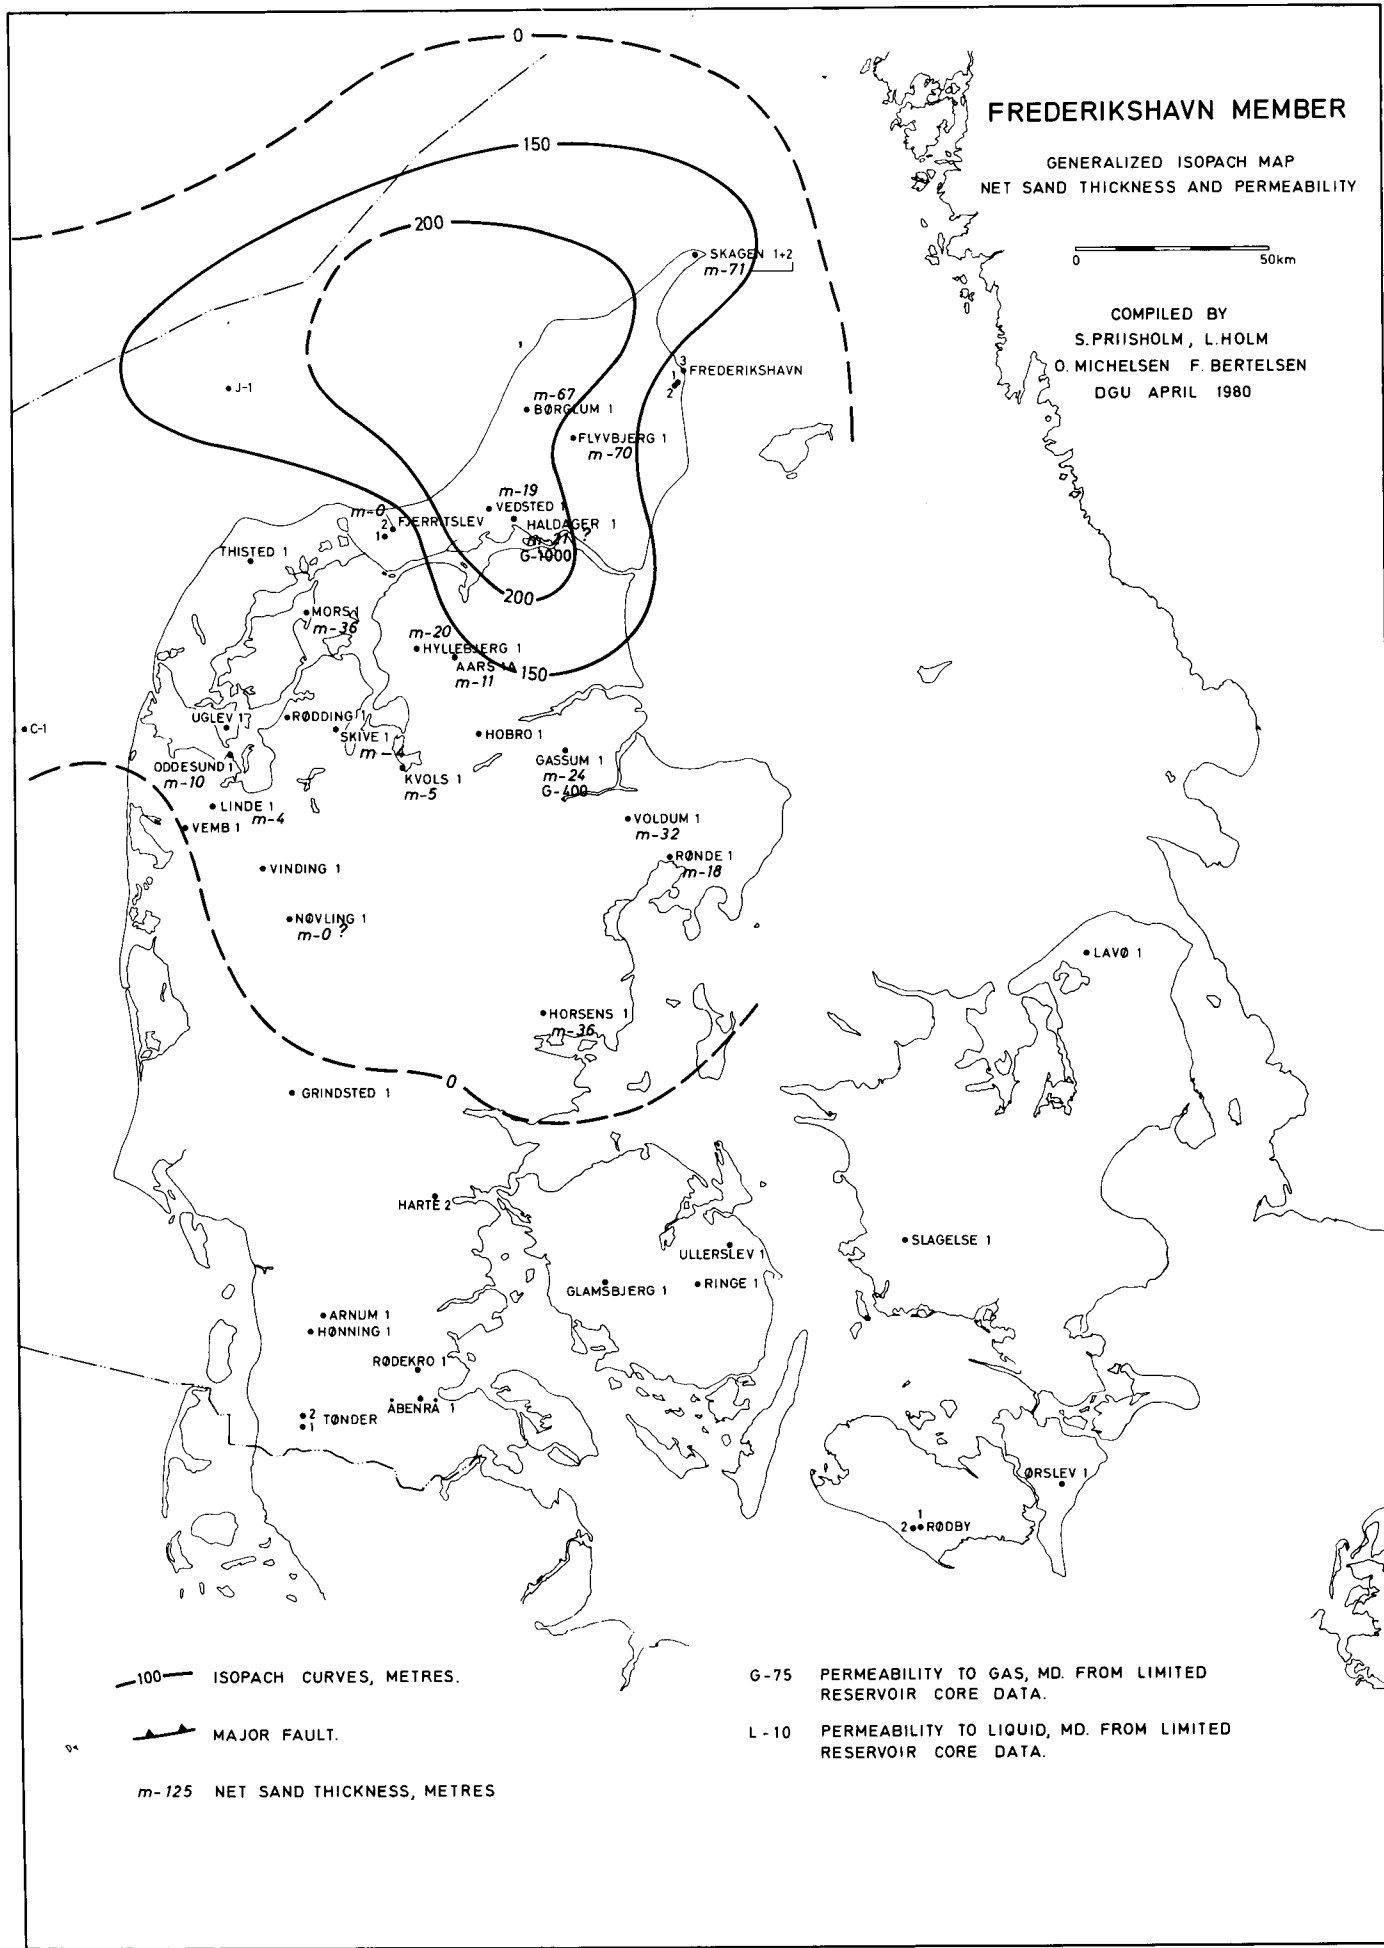 0
FREDERIKSHAVN MEMBER
150
GENERALIZED ISOPACH MAP
NET SAND THICKNESS AND PERMEABILITY
200
SKAGEN 1+2
m-71
0 50km
COMPILED BY
S.PRIISHOLM, L.HOLM
O. MICHELSEN F. BERTELSEN
DGU APRIL 1980
3
FREDERIKSHAVN
1
2
J-1
m-67
BØRGLUM 1
FLYVBJERG 1
m-70
m-19
VEDSTED 1
m-0
2 FJERRITSLEV
1
HALDAGER 1
?
G-1000
THISTED 1
200
MORS 1
m-36
m-20
HYLLEBJERG 1
AARS 1A
m-11
150
UGLEV 1
RØDDING 1
C-1
SKIVE 1
m-4
HOBRO 1
ODDESUND 1
m-10
KVOLS 1
m-5
GASSUM 1
m-24
G-400
LINDE 1
m-4
VEMB 1
VOLDUM 1
m-32
RØNDE 1
m-18
VINDING 1
NØVLING 1
m-0 ?
LAVØ 1
HORSENS 1
m-36
0
GRINDSTED 1
HARTE 2
SLAGELSE 1
ULLERSLEV 1
GLAMSBJERG 1
RINGE 1
ARNUM 1
HØNNING 1
RØDEKRO 1
ÅBENRÅ 1
2
1 TØNDER
ØRSLEV 1
1
2 RØDBY
100 ISOPACH CURVES, METRES.
MAJOR FAULT.
m-125 NET SAND THICKNESS, METRES
G-75 PERMEABILITY TO GAS, MD. FROM LIMITED
RESERVOIR CORE DATA.
L-10 PERMEABILITY TO LIQUID, MD. FROM LIMITED
RESERVOIR CORE DATA.